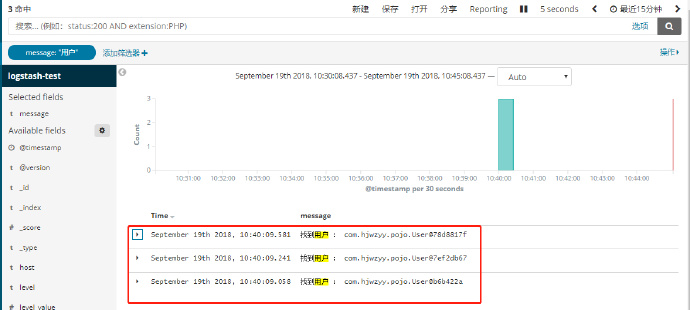 3 命中
新建 保存 打开 分享 Reporting 5 seconds 最近15分钟
搜索... (例如：status:200 AND extension:PHP)
选项
message: "用户" 添加筛选器 +
操作
logstash-test
September 19th 2018, 10:30:08.437 - September 19th 2018, 10:45:08.437 — Auto
Selected fields
t message
Available fields
@timestamp
t @version
t _id
t _index
# _score
t _type
t host
t level
# level_value
Count
3
2
1
0
10:31:00 10:32:00 10:33:00 10:34:00 10:35:00 10:36:00 10:37:00 10:38:00 10:39:00 10:40:00 10:41:00 10:42:00 10:43:00 10:44:00
@timestamp per 30 seconds
Time message
September 19th 2018, 10:40:09.581 找到用户 : com.hjwzyy.pojo.User@78d8817f
September 19th 2018, 10:40:09.241 找到用户 : com.hjwzyy.pojo.User@7ef2db67
September 19th 2018, 10:40:09.058 找到用户 : com.hjwzyy.pojo.User@b6b422a